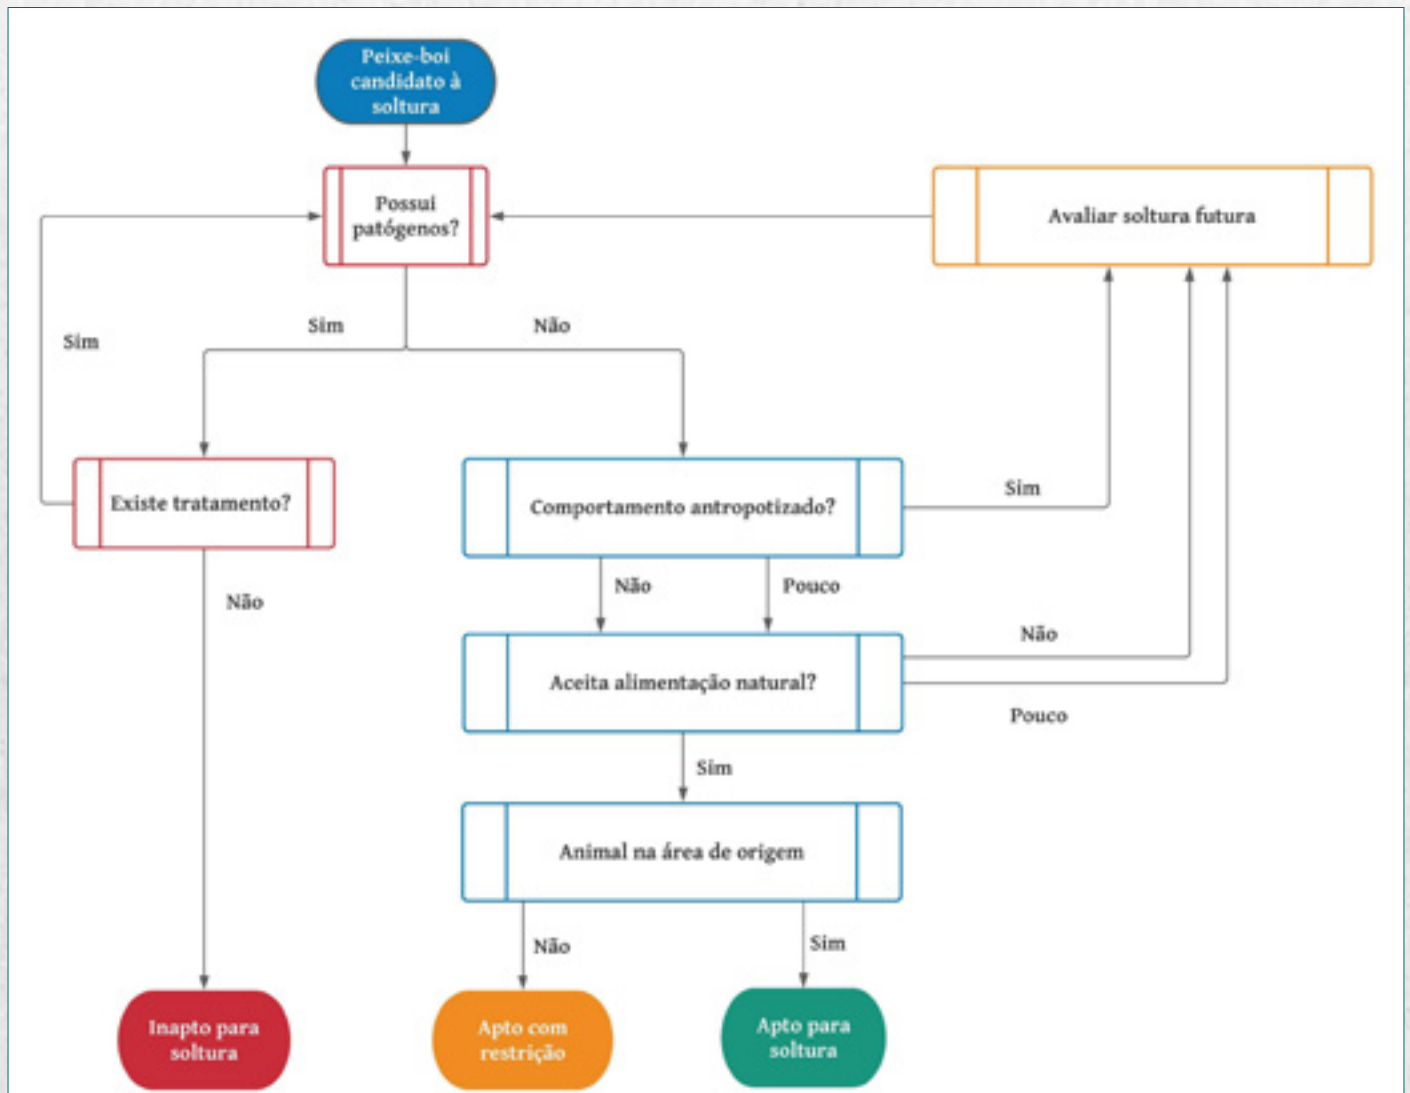 Peixe-boi
candidato à
soltura
Possui
patógenos?
Avaliar soltura futura
Sim
Sim
Não
Existe tratamento?
Comportamento antropotizado?
Sim
Não
Não
Pouco
Aceita alimentação natural?
Não
Pouco
Sim
Animal na área de origem
Não
Sim
Inapto para
soltura
Apto com
restrição
Apto para
soltura